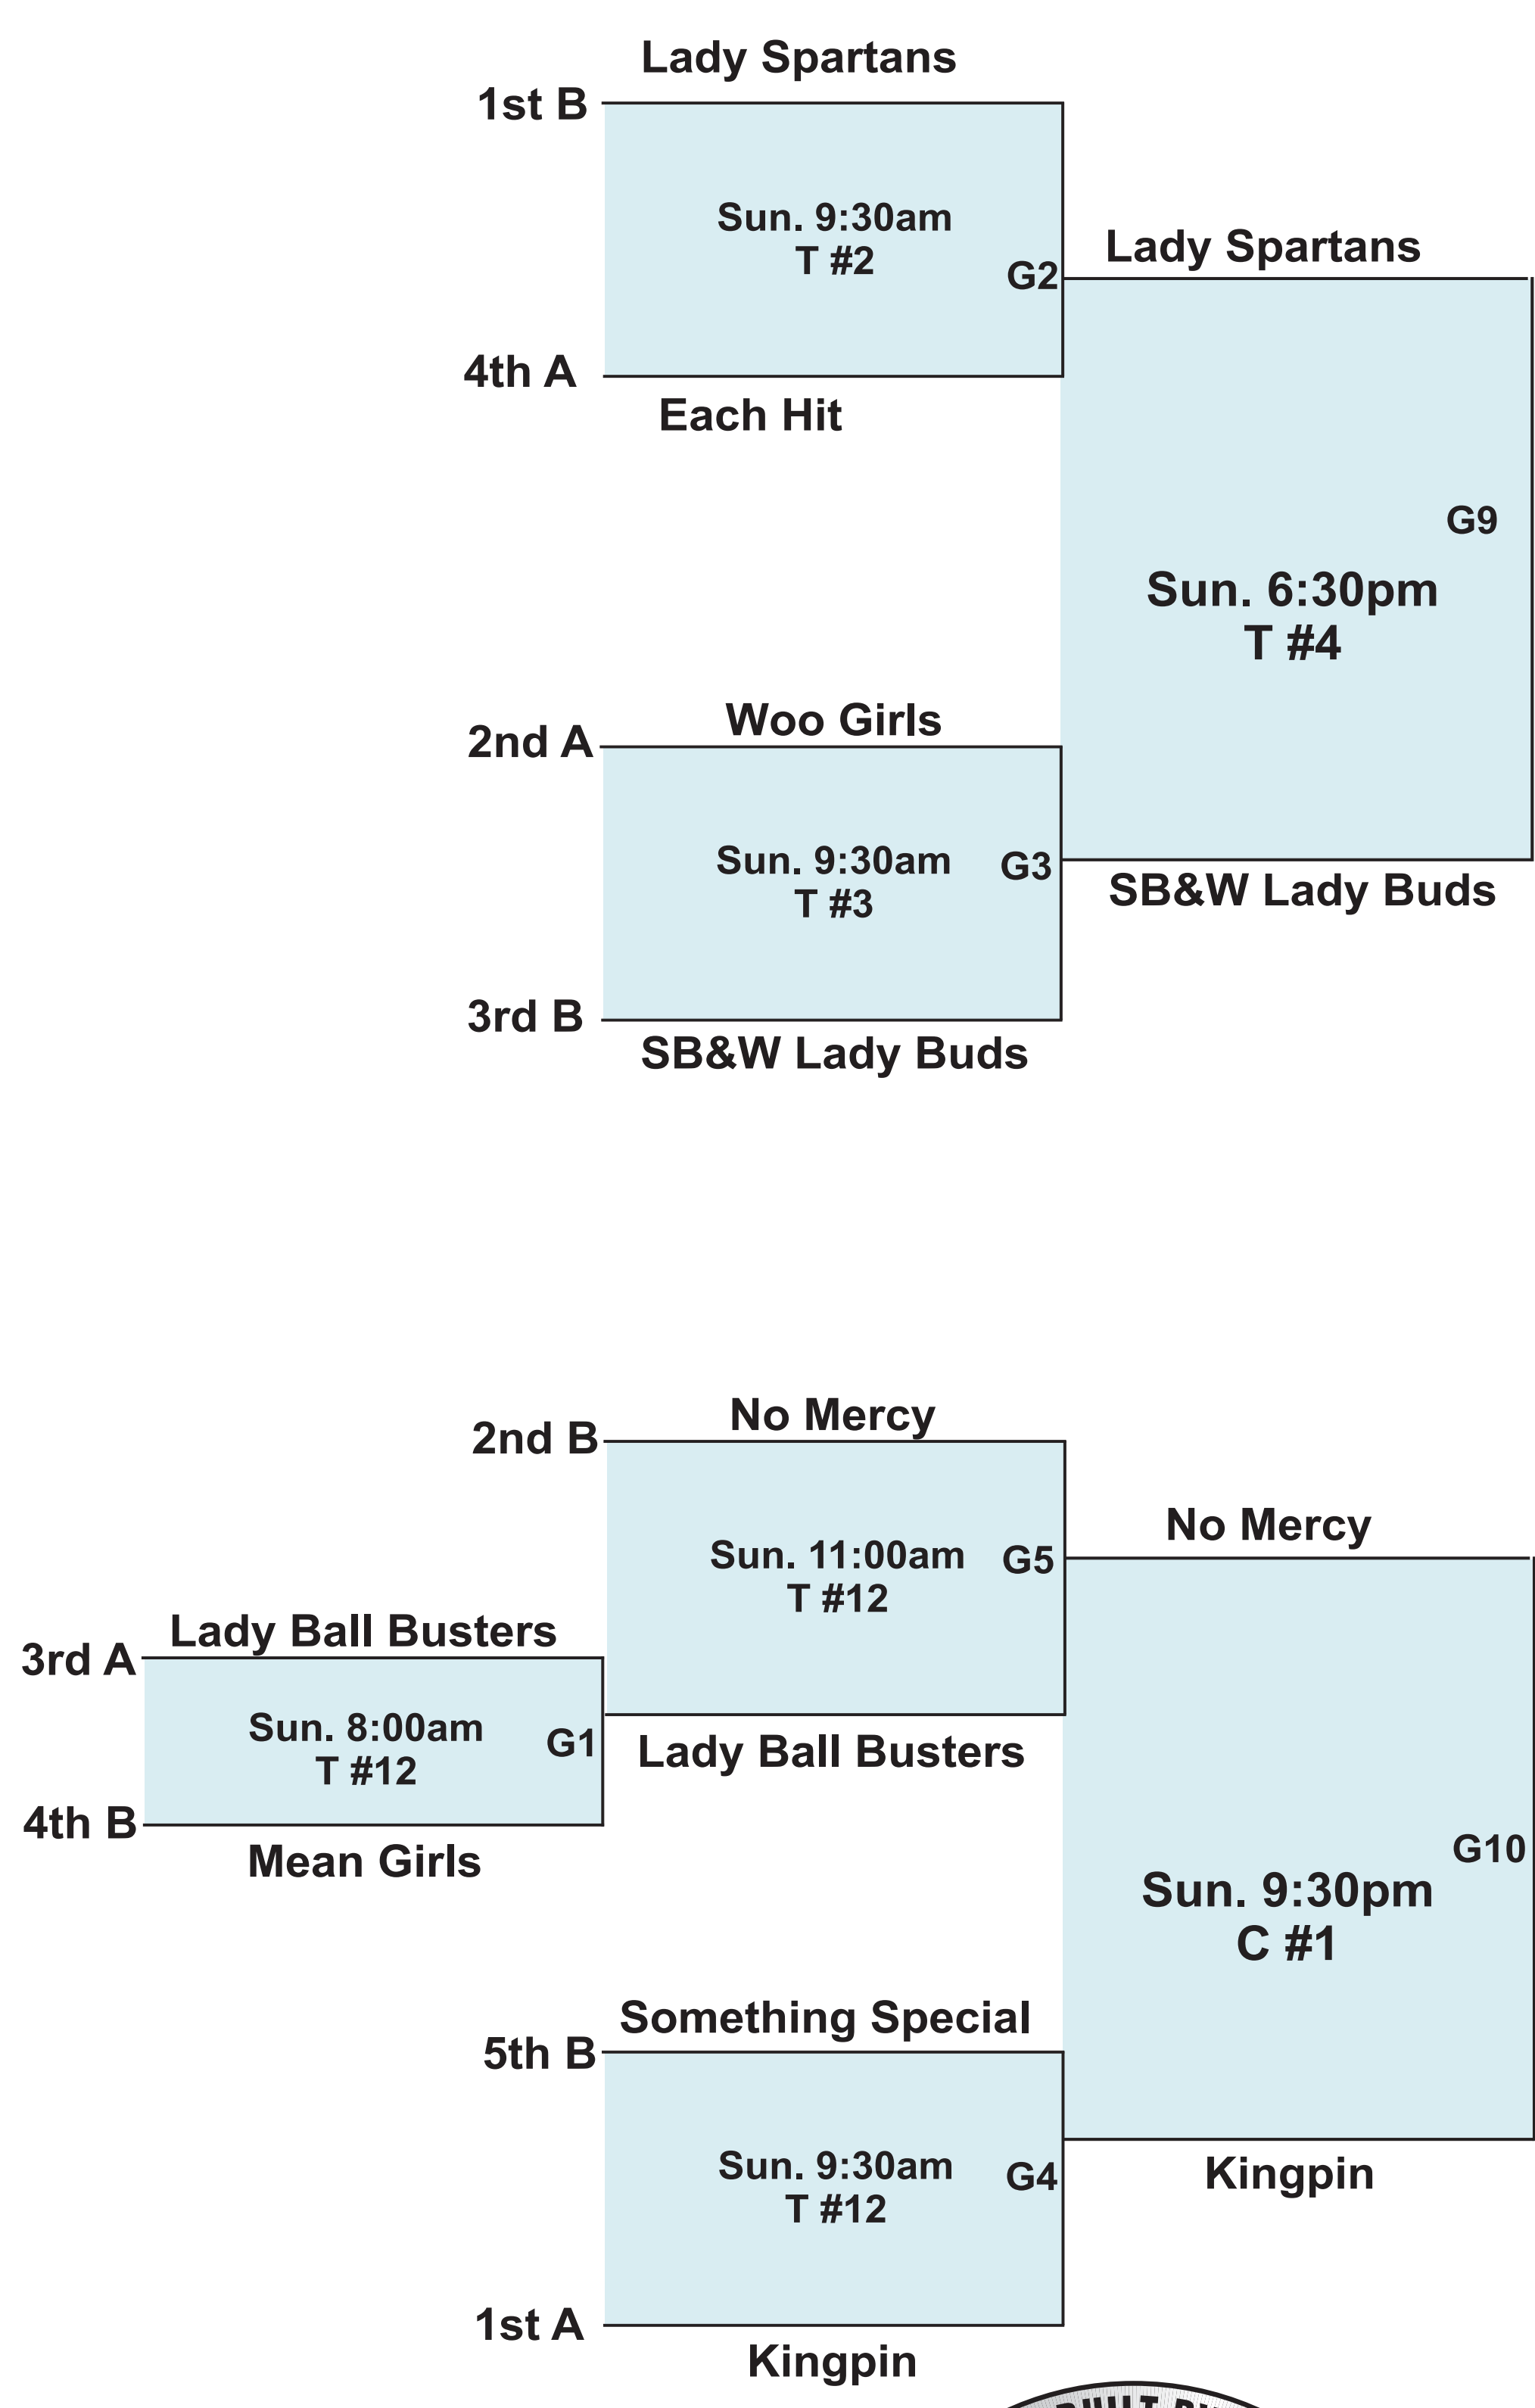 Lady Spartans
1st B
Sun. 9:30am
T #2
G2
Lady Spartans
4th A
Each Hit
G9
Sun. 6:30pm
T #4
Woo Girls
2nd A
Sun. 9:30am
T #3
G3
SB&W Lady Buds
3rd B
SB&W Lady Buds
No Mercy
2nd B
No Mercy
Sun. 11:00am
T #12
G5
Lady Ball Busters
3rd A
Sun. 8:00am
T #12
G1
Lady Ball Busters
4th B
Mean Girls
G10
Sun. 9:30pm
C #1
Something Special
5th B
Sun. 9:30am
T #12
G4
Kingpin
1st A
Kingpin